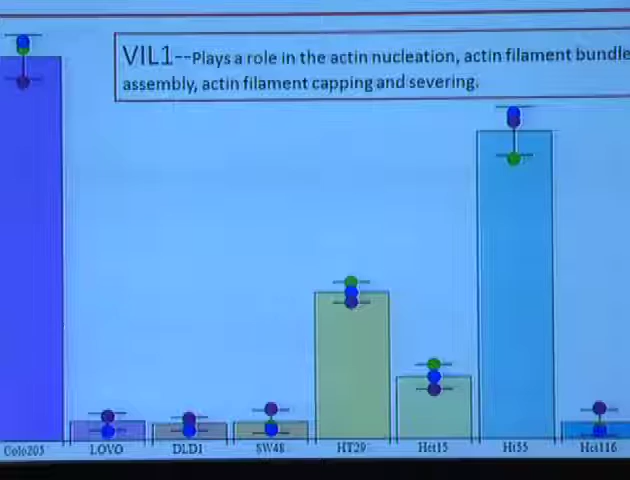 VIL1--Plays a role in the actin nucleation, actin filament bundle
assembly, actin filament capping and severing.
Colo205 LOVO DLD1 SW48 HT29 Hct15 Ht55 Hct116